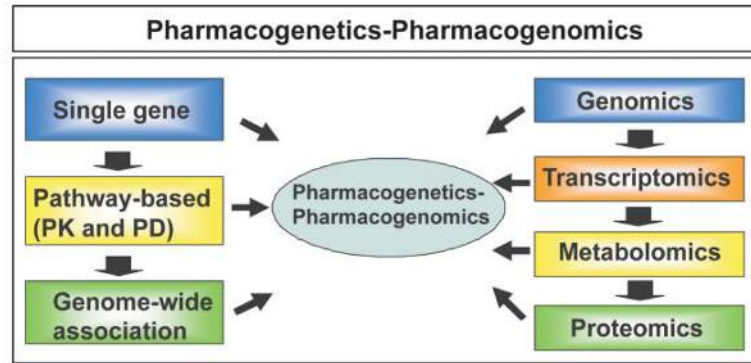 Pharmacogenetics-Pharmacogenomics
Single gene
Pathway-based
(PK and PD)
Genome-wide
association
Pharmacogenetics-
Pharmacogenomics
Genomics
Transcriptomics
Metabolomics
Proteomics